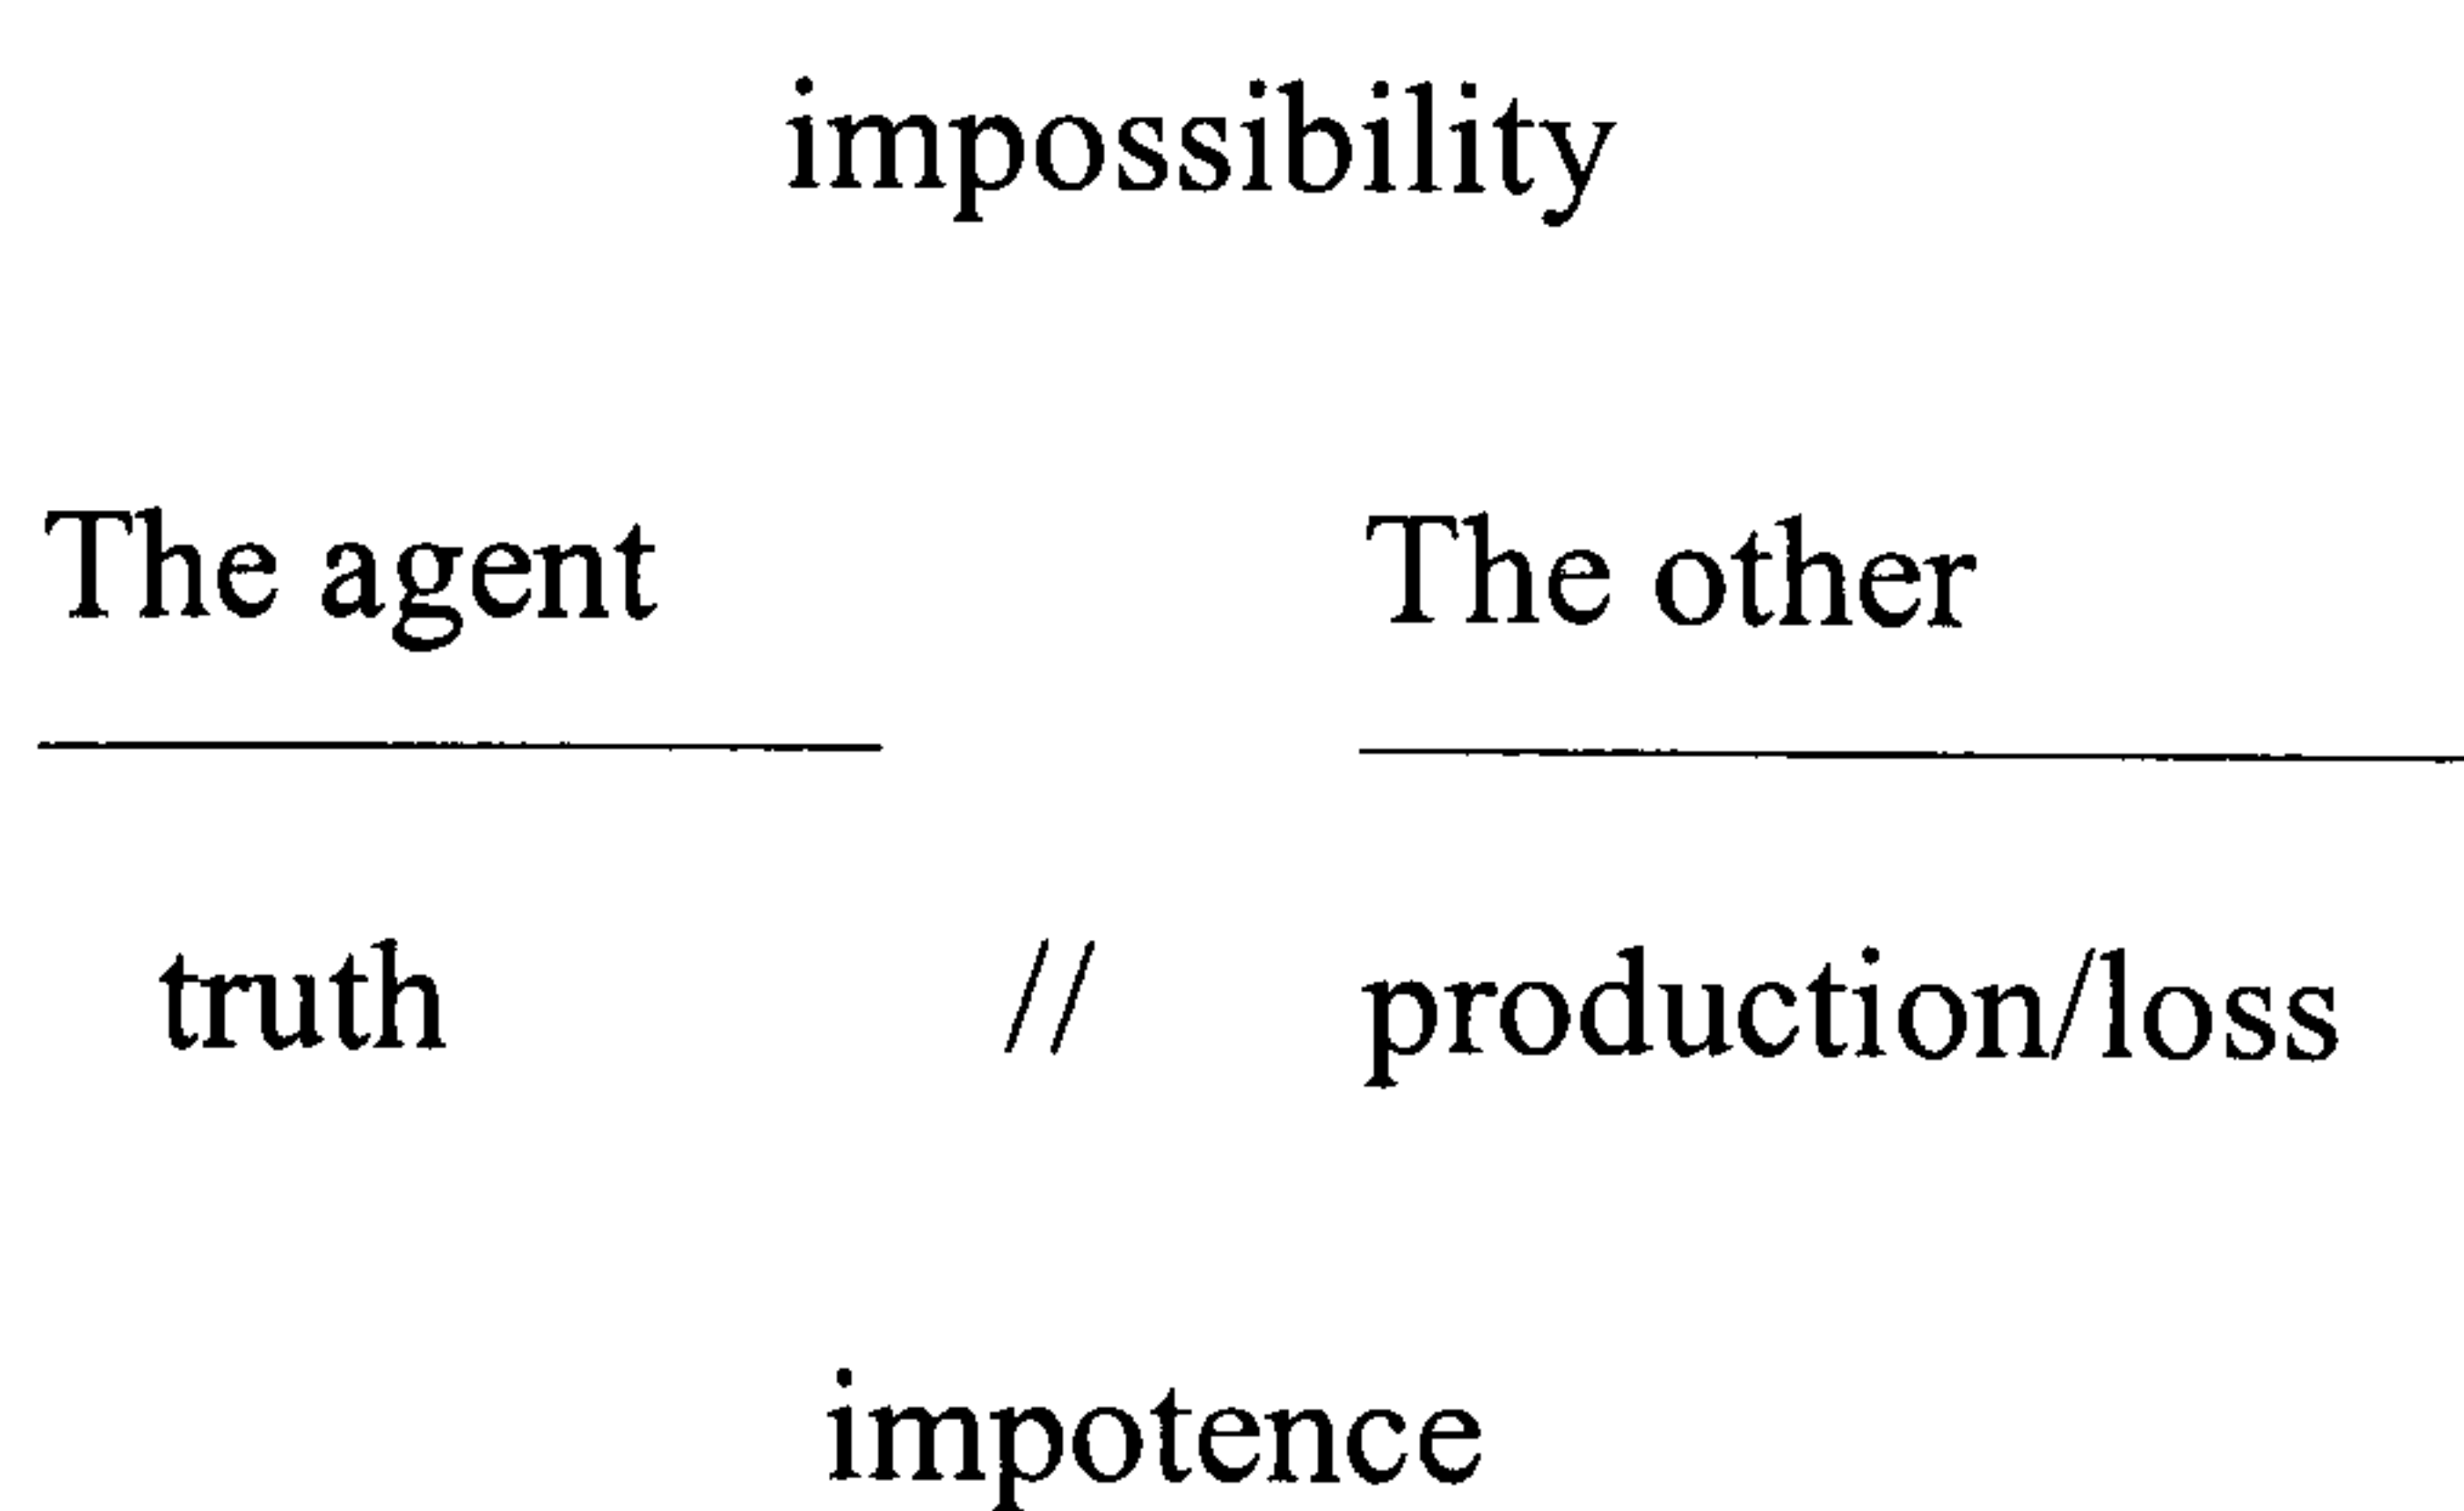 impossibility
The agent The other
truth // production/loss
impotence